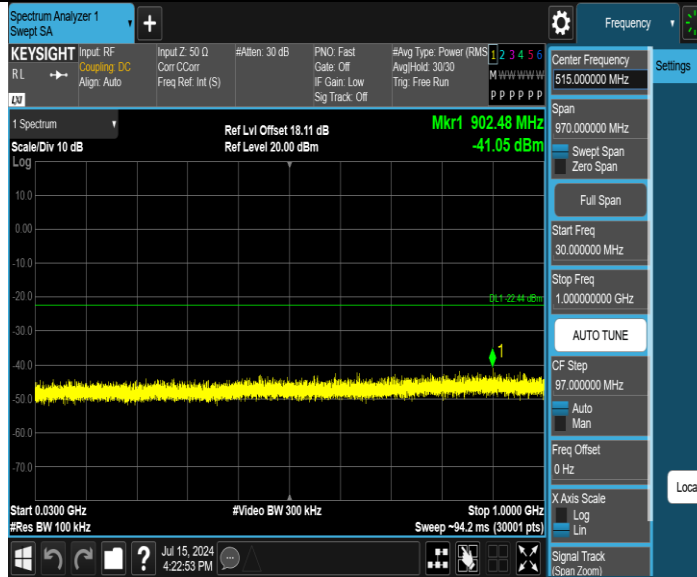 Spectrum Analyzer 1
Swept SA
Frequency
KEYSIGHT
RL
LXI
Input: RF
Coupling: DC
Align: Auto
Input Z: 50 Ω
Corr CCorr
Freq Ref: Int (S)
#Atten: 30 dB
PNO: Fast
Gate: Off
IF Gain: Low
Sig Track: Off
#Avg Type: Power (RMS
Avg|Hold: 30/30
Trig: Free Run
1 2 3 4 5 6
M W W W W W
P P P P P P
1 Spectrum
Scale/Div 10 dB
Ref Lvl Offset 18.11 dB
Ref Level 20.00 dBm
Mkr1 902.48 MHz
-41.05 dBm
Log
10.0
0.00
-10.0
-20.0
DL1 -22.44 dBm
-30.0
1
-40.0
-50.0
-60.0
-70.0
Start 0.0300 GHz
#Video BW 300 kHz
Stop 1.0000 GHz
#Res BW 100 kHz
Sweep ~94.2 ms (30001 pts)
?
Jul 15, 2024
4:22:53 PM
Center Frequency
515.000000 MHz
Span
970.000000 MHz
Swept Span
Zero Span
Full Span
Start Freq
30.000000 MHz
Stop Freq
1.000000000 GHz
AUTO TUNE
CF Step
97.000000 MHz
Auto
Man
Freq Offset
0 Hz
X Axis Scale
Log
Lin
Signal Track
(Span Zoom)
Settings
Loca